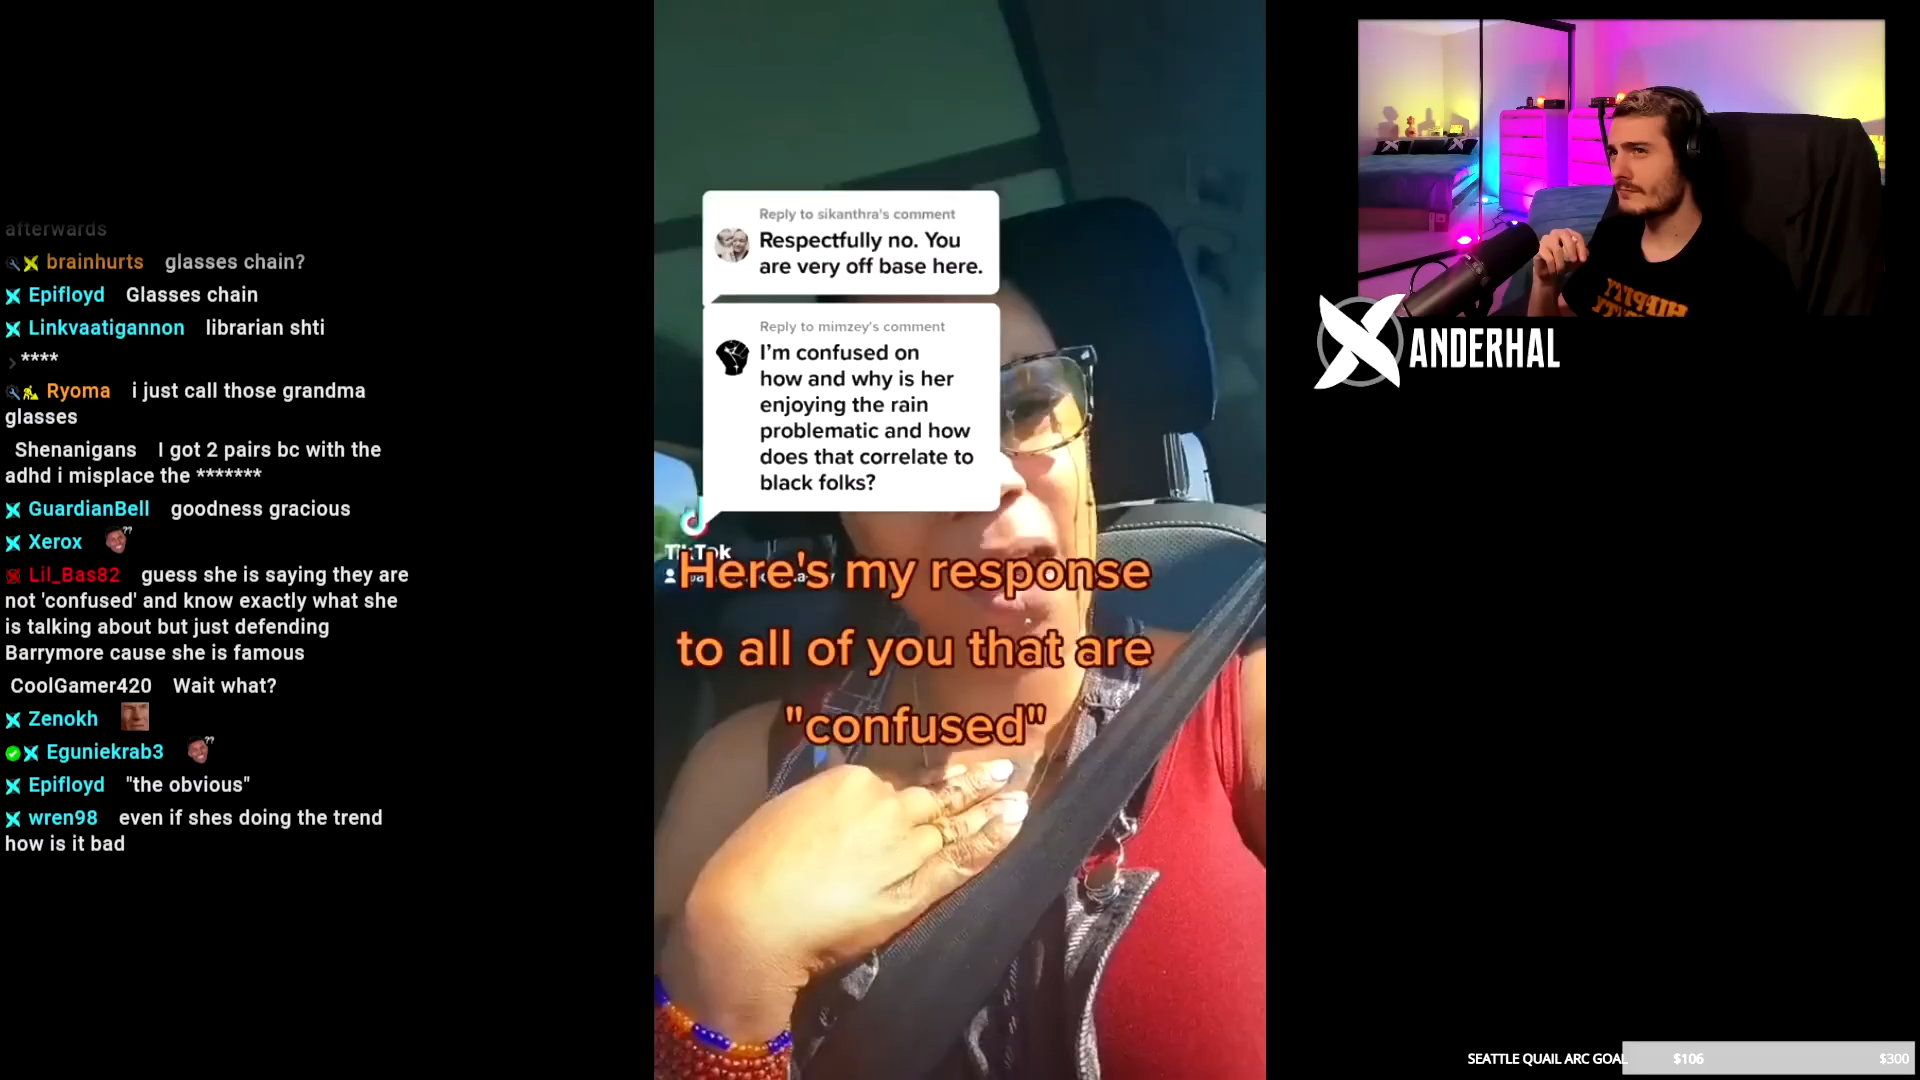 afterwards
brainhurts glasses chain?
Epifloyd Glasses chain
Linkvaatigannon librarian shti
****
Ryoma i just call those grandma
glasses
Shenanigans I got 2 pairs bc with the
adhd i misplace the *******
GuardianBell goodness gracious
Xerox
Lil_Bas82 guess she is saying they are
not 'confused' and know exactly what she
is talking about but just defending
Barrymore cause she is famous
CoolGamer420 Wait what?
Zenokh
Eguniekrab3
Epifloyd "the obvious"
wren98 even if shes doing the trend
how is it bad
Reply to sikanthra's comment
Respectfully no. You
are very off base here.
Reply to mimzey's comment
I'm confused on
how and why is her
enjoying the rain
problematic and how
does that correlate to
black folks?
TikTok
Here's my response
to all of you that are
"confused"
XANDERHAL
SEATTLE QUAIL ARC GOAL $106 $300